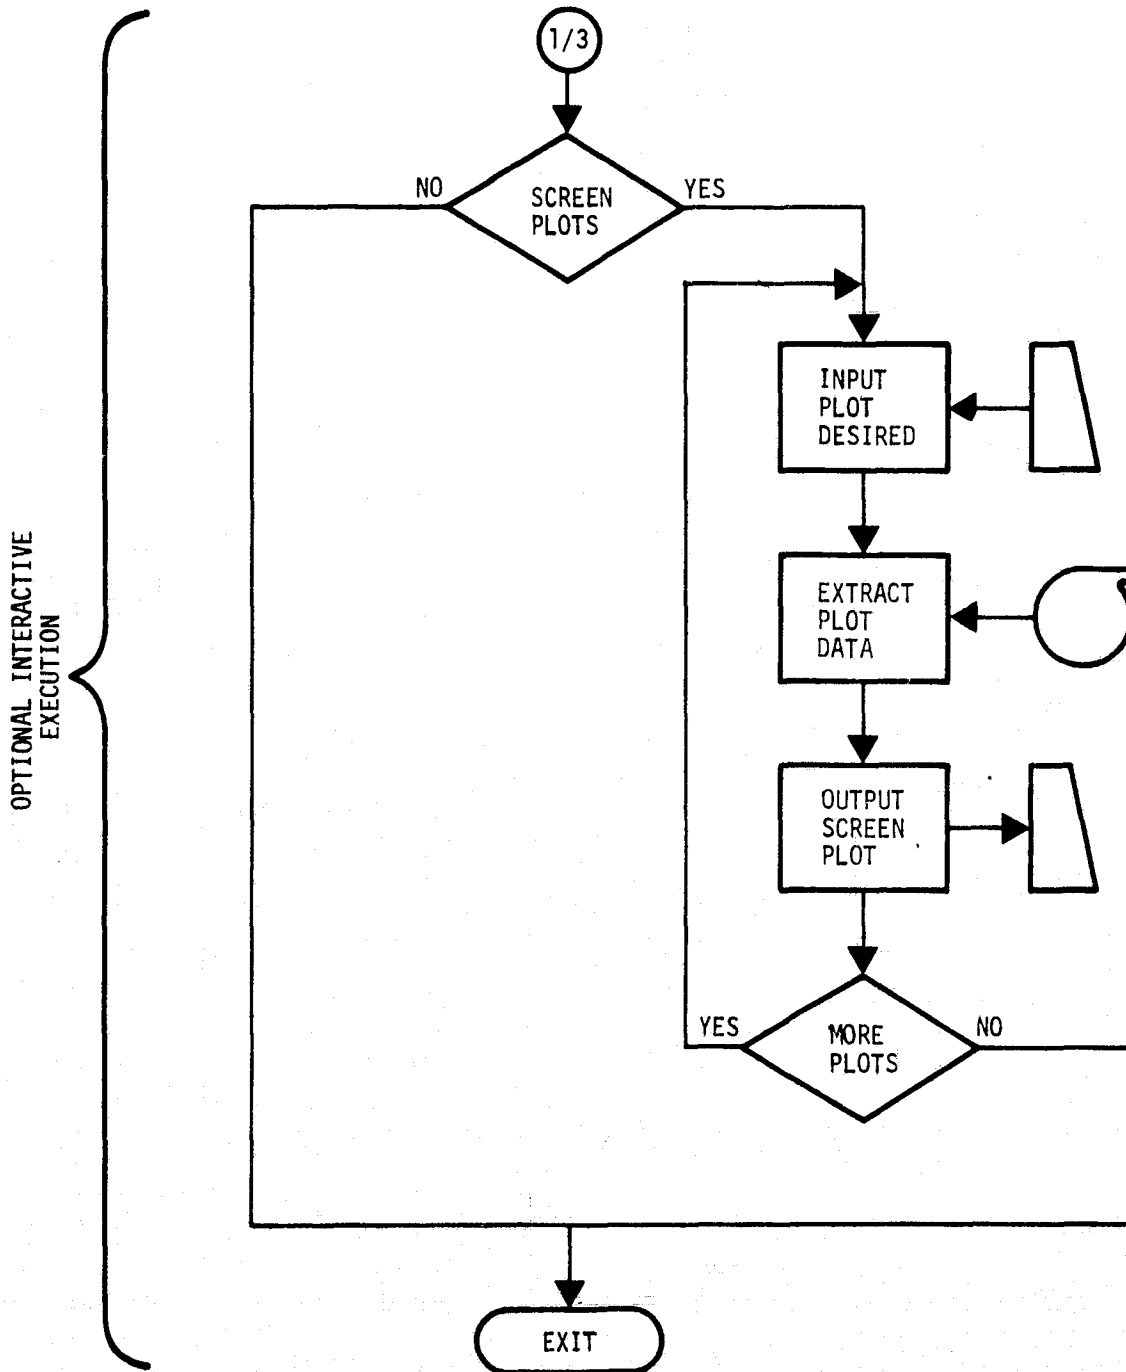 1/3
NO
YES
SCREEN
PLOTS
INPUT
PLOT
DESIRED
EXTRACT
PLOT
DATA
OPTIONAL INTERACTIVE
EXECUTION
OUTPUT
SCREEN
PLOT
YES
MORE
PLOTS
NO
EXIT